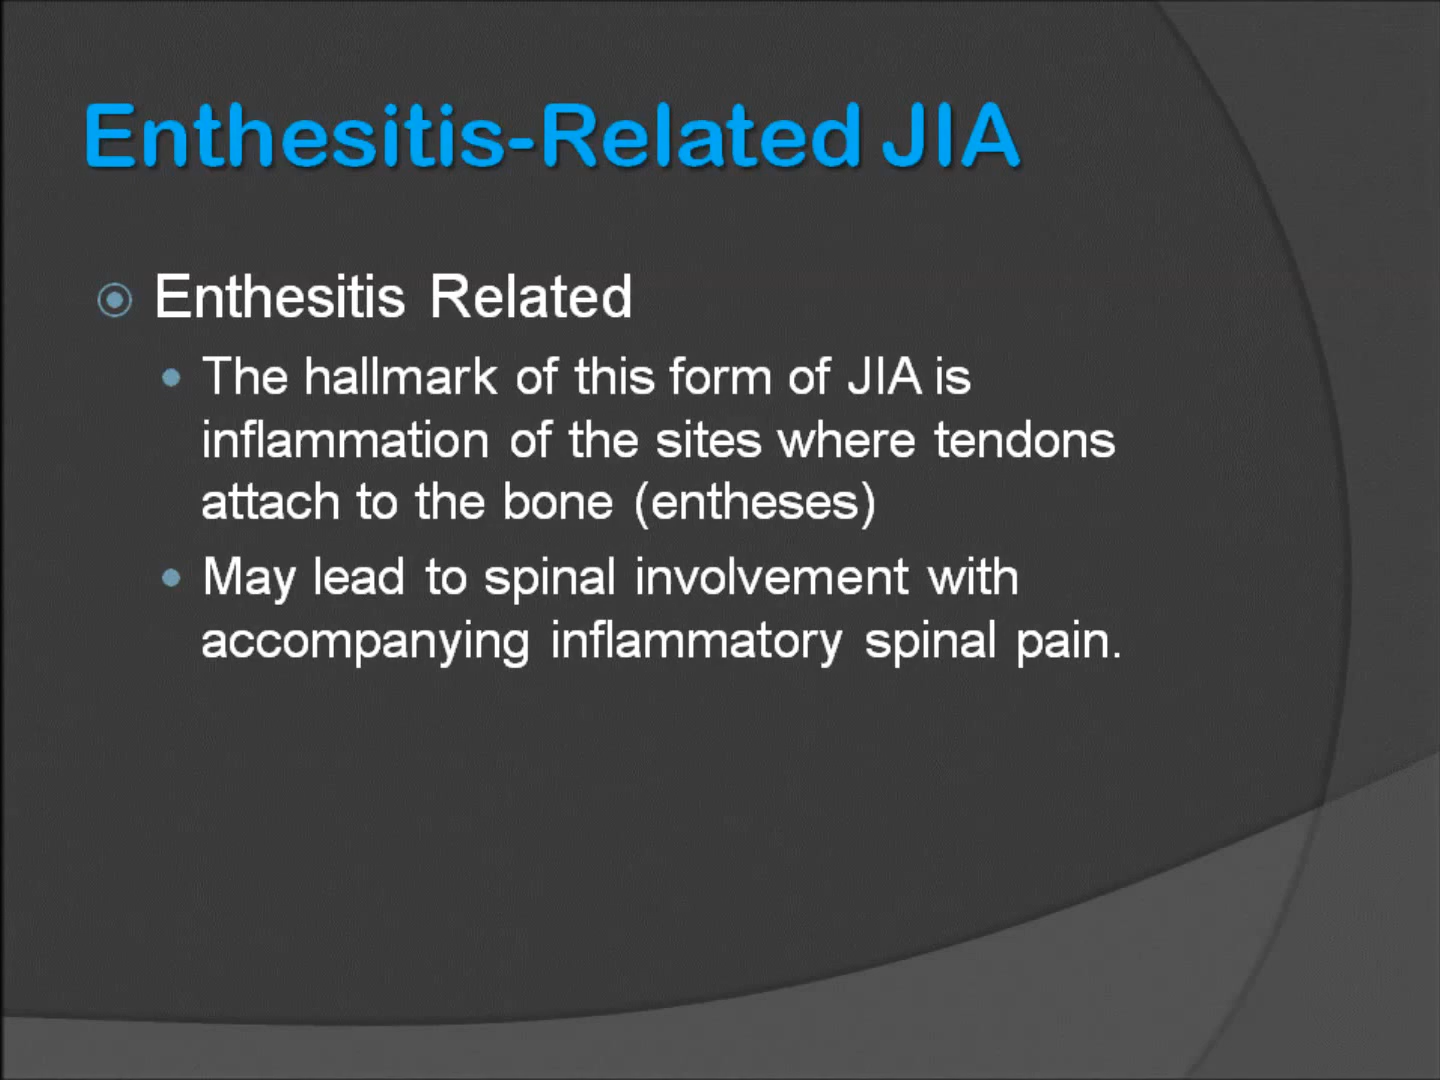 Enthesitis-Related JIA
Enthesitis Related
The hallmark of this form of JIA is
inflammation of the sites where tendons
attach to the bone (entheses)
May lead to spinal involvement with
accompanying inflammatory spinal pain.